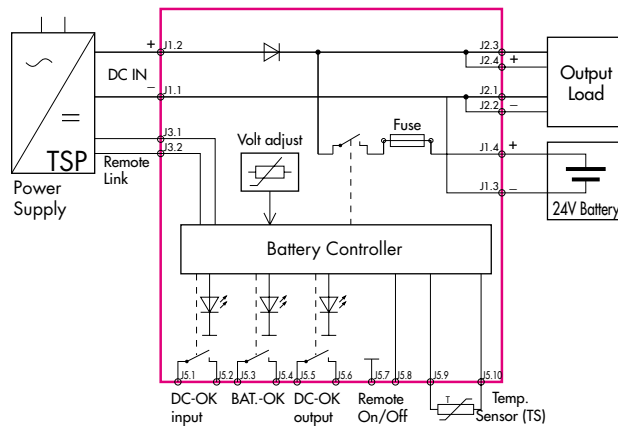 + J1.2
J2.3
J2.4 +
DC IN
Output
Load
− J1.1
J2.1
J2.2 −
TSP
J3.1
J3.2
Remote
Link
Power
Supply
Volt adjust
Fuse
J1.4 +
J1.3 −
24V Battery
Battery Controller
J5.1
J5.2
J5.3
J5.4
J5.5
J5.6
J5.7
J5.8
J5.9
J5.10
DC-OK
input
BAT.-OK
DC-OK
output
Remote
On/Off
T
Temp.
Sensor (TS)